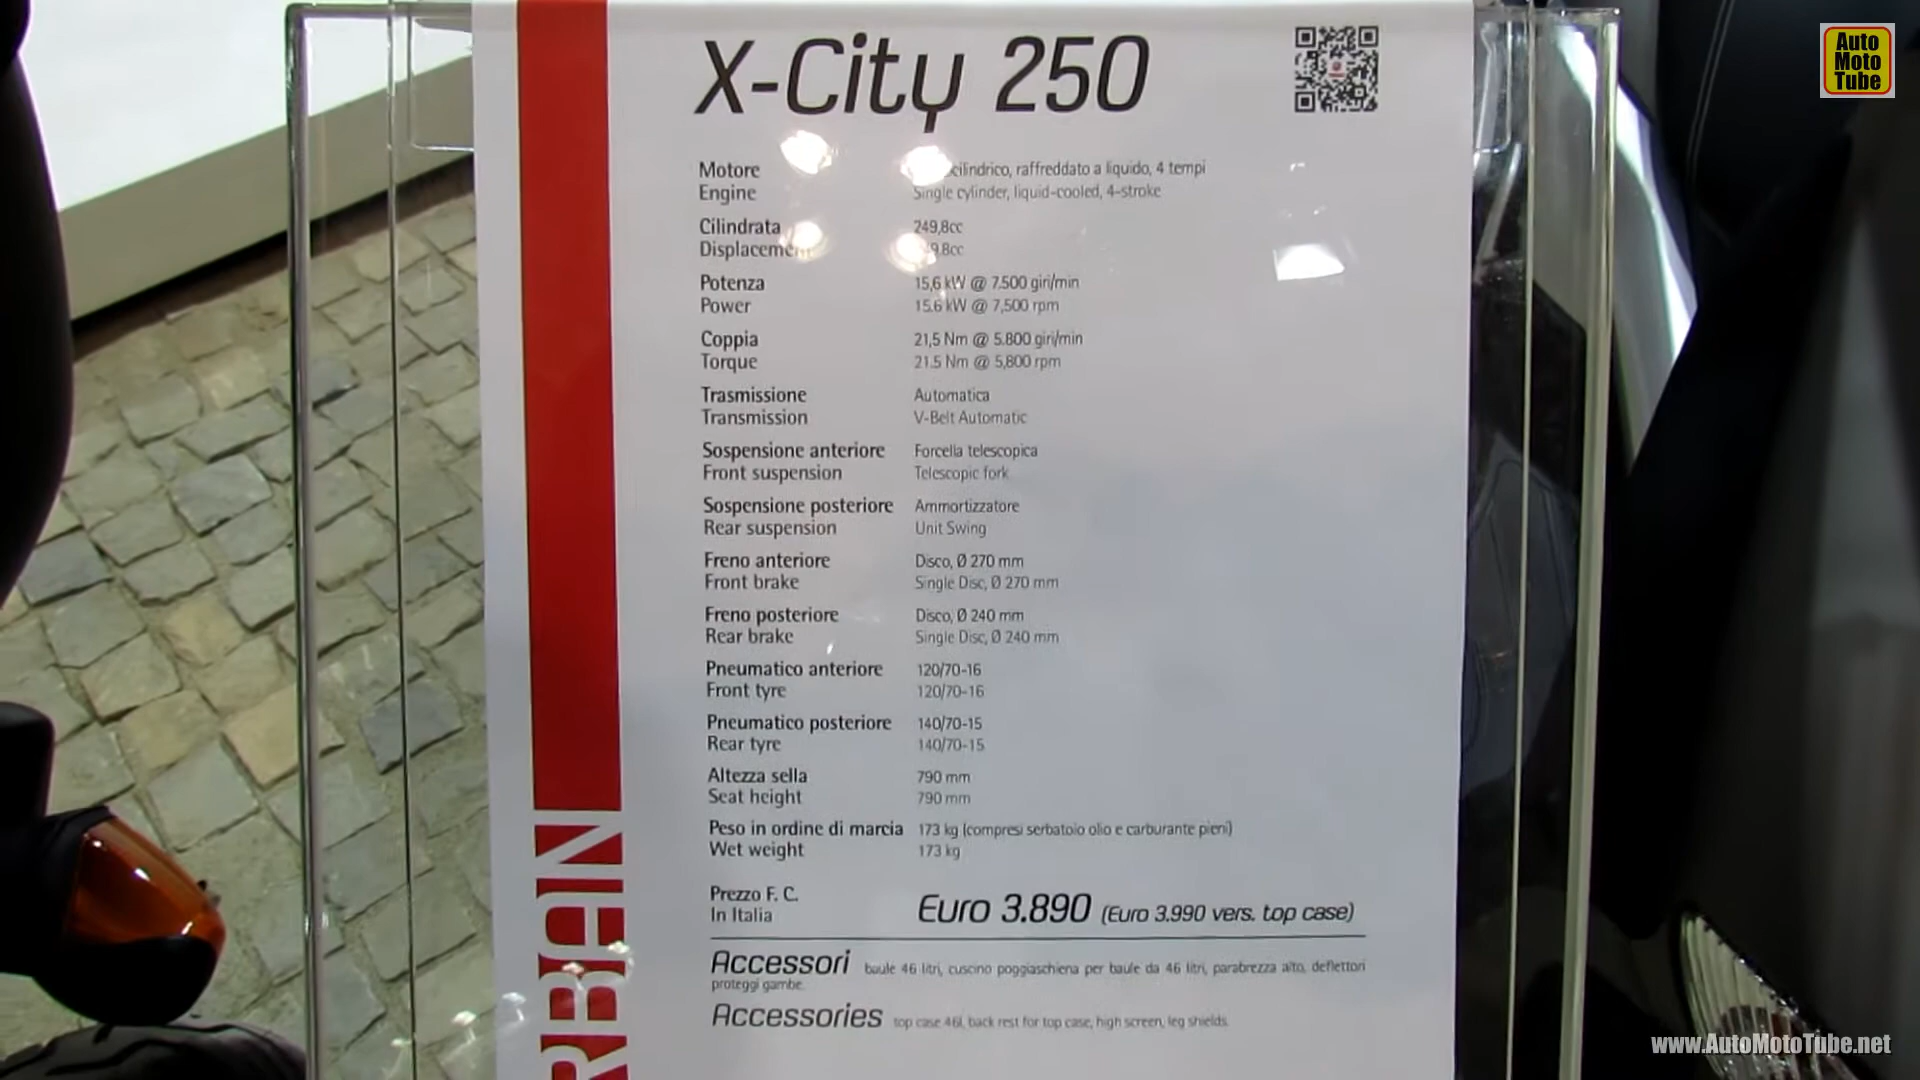 X-City 250
Auto
Moto
Tube
Motore cilindrico, raffreddato a liquido, 4 tempi
Engine Single cylinder, liquid-cooled, 4-stroke
Cilindrata 249,8cc
Displacement 9.8cc
Potenza 15,6 kW @ 7.500 giri/min
Power 15.6 kW @ 7,500 rpm
Coppia 21,5 Nm @ 5.800 giri/min
Torque 21.5 Nm @ 5,800 rpm
Trasmissione Automatica
Transmission V-Belt Automatic
Sospensione anteriore Forcella telescopica
Front suspension Telescopic fork
Sospensione posteriore Ammortizzatore
Rear suspension Unit Swing
Freno anteriore Disco, Ø 270 mm
Front brake Single Disc, Ø 270 mm
Freno posteriore Disco, Ø 240 mm
Rear brake Single Disc, Ø 240 mm
Pneumatico anteriore 120/70-16
Front tyre 120/70-16
Pneumatico posteriore 140/70-15
Rear tyre 140/70-15
Altezza sella 790 mm
Seat height 790 mm
Peso in ordine di marcia 173 kg (compresi serbatoio olio e carburante pieni)
Wet weight 173 kg
Prezzo F. C.
In Italia Euro 3.890 (Euro 3.990 vers. top case)
Accessori baule 46 litri, cuscino poggiaschiena per baule da 46 litri, parabrezza alto, deflettori
proteggi gambe.
Accessories top case 46l, back rest for top case, high screen, leg shields.
RBAN
www.AutoMotoTube.net